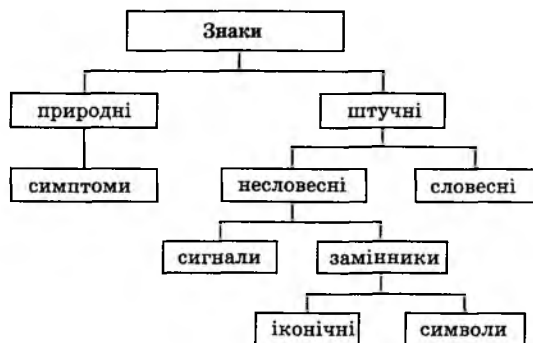 Знаки
природні
штучні
симптоми
несловесні
словесні
сигнали
замінники
іконічні
символи